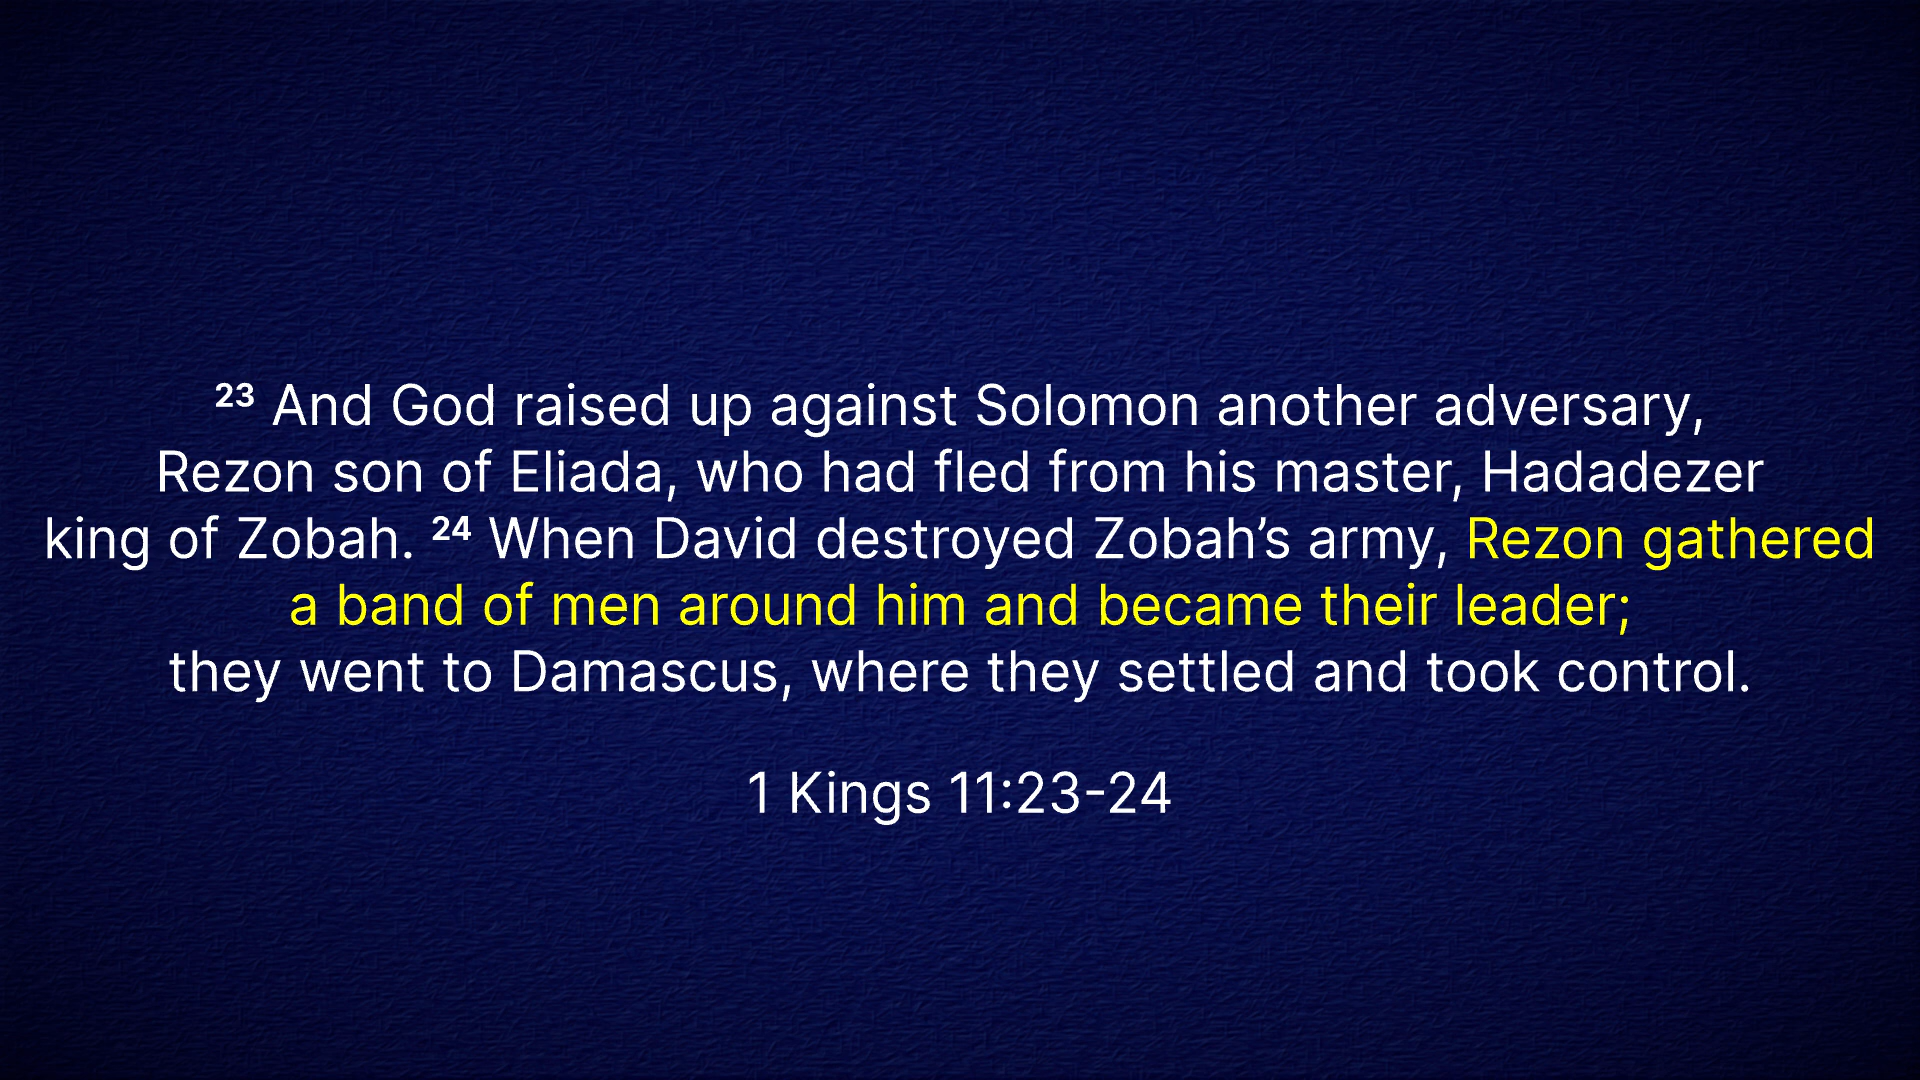 ²³ And God raised up against Solomon another adversary,
Rezon son of Eliada, who had fled from his master, Hadadezer
king of Zobah. ²⁴ When David destroyed Zobah’s army, Rezon gathered
a band of men around him and became their leader;
they went to Damascus, where they settled and took control.
1 Kings 11:23-24